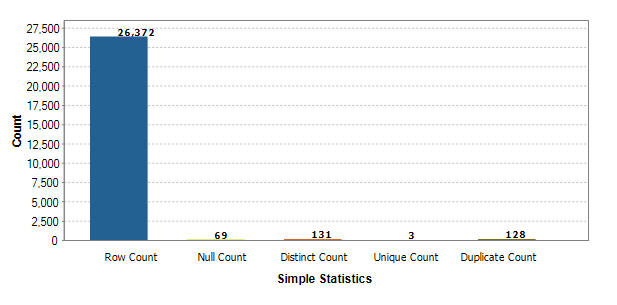 27,500
25,000
22,500
20,000
17,500
15,000
12,500
10,000
7,500
5,000
2,500
0
Count
26,372
69
131
3
128
Row Count
Null Count
Distinct Count
Unique Count
Duplicate Count
Simple Statistics